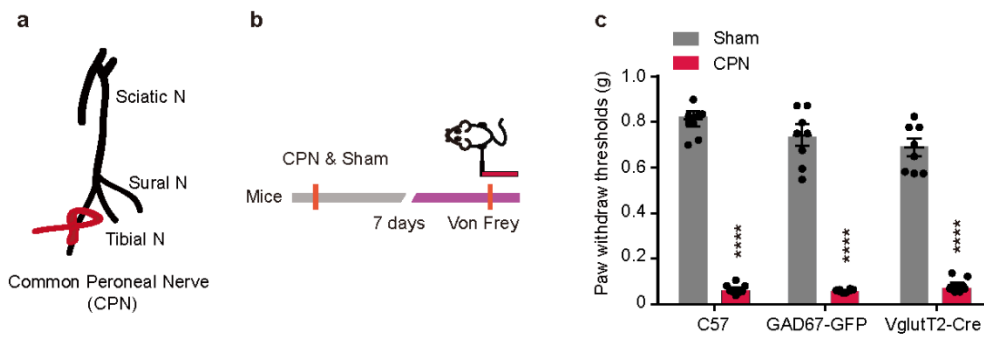 a
Sciatic N
Sural N
Tibial N
Common Peroneal Nerve
(CPN)
b
CPN & Sham
Mice
7 days
Von Frey
c
Sham
CPN
Paw withdraw thresholds (g)
1.0
0.8
0.6
0.4
0.2
0
****
****
****
C57
GAD67-GFP
VglutT2-Cre